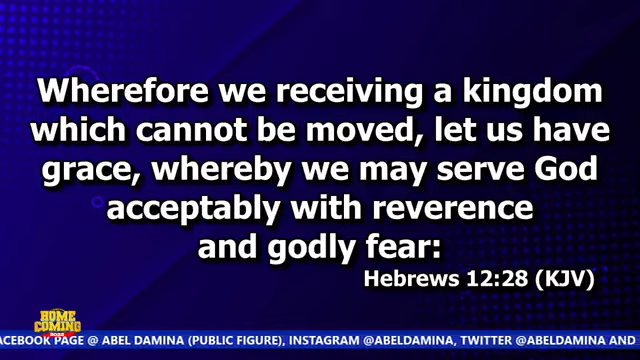 Wherefore we receiving a kingdom
which cannot be moved, let us have
grace, whereby we may serve God
acceptably with reverence
and godly fear:
Hebrews 12:28 (KJV)
HOME
COMING
2022
ACEBOOK PAGE @ ABEL DAMINA (PUBLIC FIGURE), INSTAGRAM @ABELDAMINA, TWITTER @ABELDAMINA AND